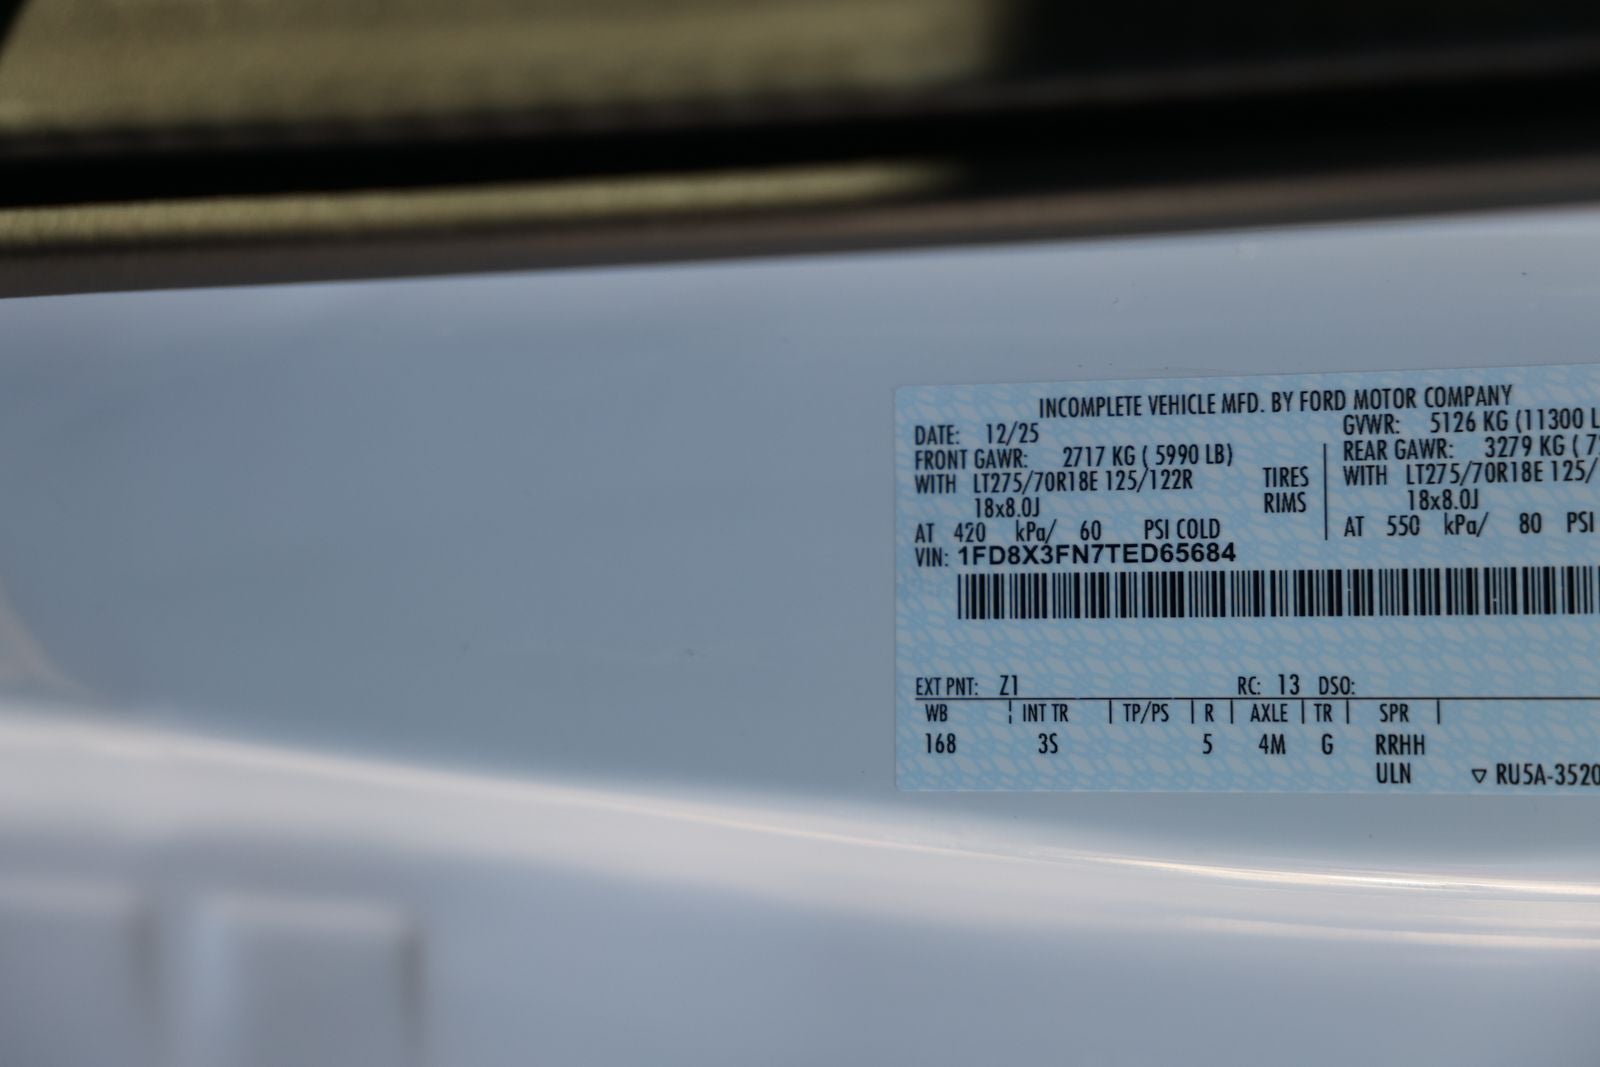 INCOMPLETE VEHICLE MFD. BY FORD MOTOR COMPANY
DATE: 12/25 GVWR: 5126 KG (11300 L
FRONT GAWR: 2717 KG ( 5990 LB) REAR GAWR: 3279 KG ( 7
WITH LT275/70R18E 125/122R TIRES WITH LT275/70R18E 125/
18x8.0J RIMS 18x8.0J
AT 420 kPa/ 60 PSI COLD AT 550 kPa/ 80 PSI
VIN: 1FD8X3FN7TED65684
EXT PNT: Z1 RC: 13 DSO:
WB INT TR TP/PS R AXLE TR SPR
168 3S 5 4M G RRHH
ULN ▽ RU5A-3520